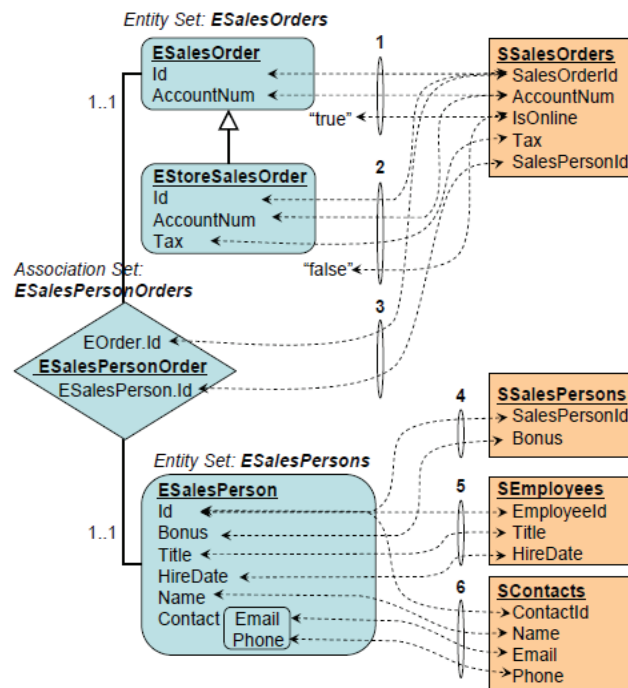 Entity Set: ESalesOrders
ESalesOrder
Id
AccountNum
1..1
1
"true"
SSalesOrders
SalesOrderId
AccountNum
IsOnline
Tax
SalesPersonId
EStoreSalesOrder
Id
AccountNum
Tax
2
"false"
Association Set:
ESalesPersonOrders
3
EOrder.Id
ESalesPersonOrder
ESalesPerson.Id
4
SSalesPersons
SalesPersonId
Bonus
Entity Set: ESalesPersons
ESalesPerson
Id
Bonus
Title
HireDate
Name
Contact
Email
Phone
1..1
5
SEmployees
EmployeeId
Title
HireDate
6
SContacts
ContactId
Name
Email
Phone